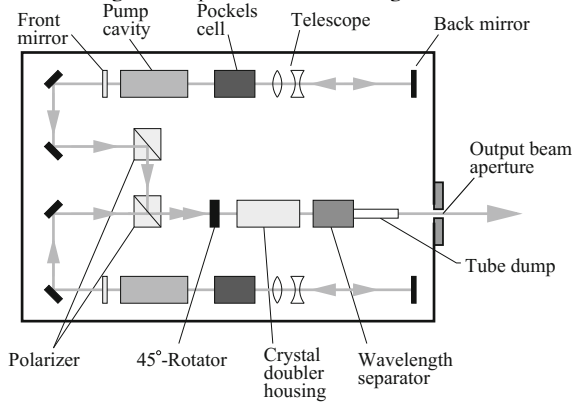 Front
mirror
Pump
cavity
Pockels
cell
Telescope
Back mirror
Output beam
aperture
Tube dump
Polarizer
45°-Rotator
Crystal
doubler
housing
Wavelength
separator